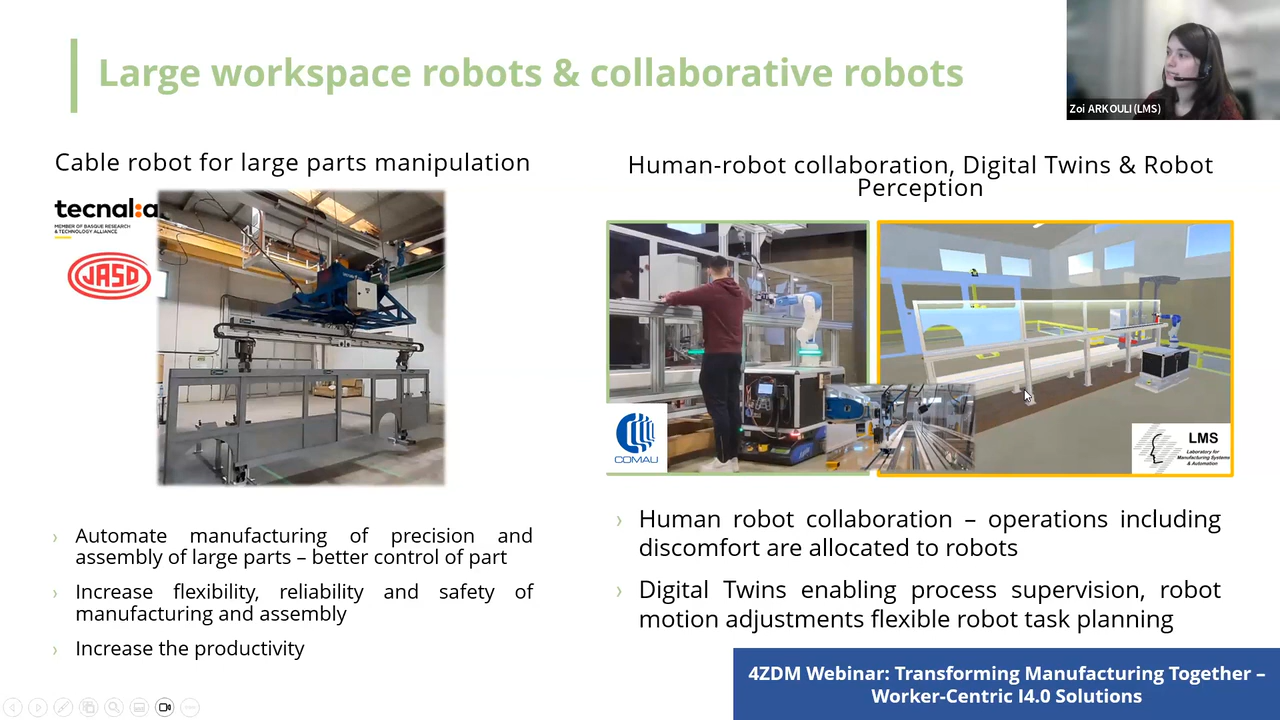 Large workspace robots & collaborative robots
Zoi ARKOULI (LMS)
Cable robot for large parts manipulation
tecnal:a
MEMBER OF BASQUE RESEARCH
& TECHNOLOGY ALLIANCE
JASO
Automate manufacturing of precision and
assembly of large parts – better control of part
Increase flexibility, reliability and safety of
manufacturing and assembly
Increase the productivity
Human-robot collaboration, Digital Twins & Robot
Perception
COMAU
LMS
Laboratory for
Manufacturing Systems
& Automation
Human robot collaboration – operations including
discomfort are allocated to robots
Digital Twins enabling process supervision, robot
motion adjustments flexible robot task planning
4ZDM Webinar: Transforming Manufacturing Together –
Worker-Centric I4.0 Solutions